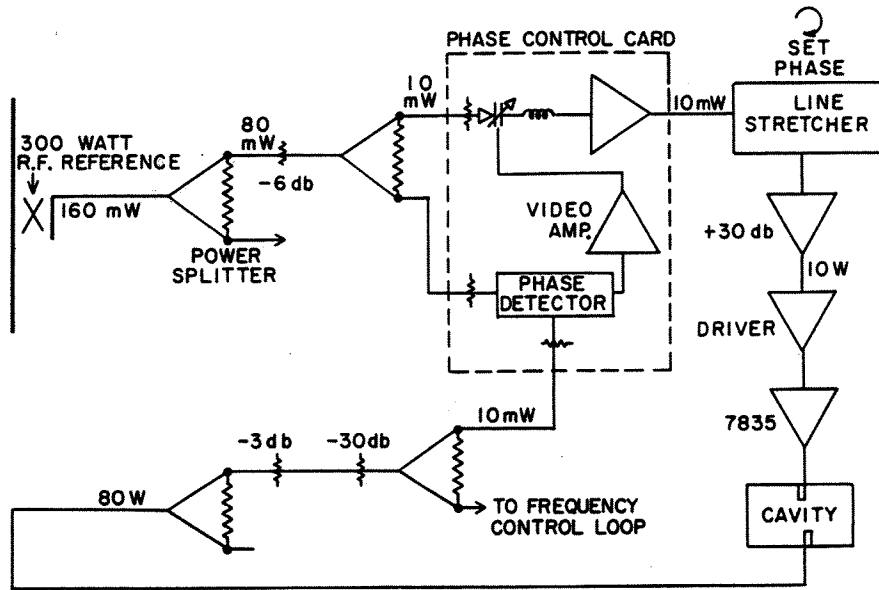 SET
PHASE
PHASE CONTROL CARD
10
mW
10mW
LINE
STRETCHER
300 WATT
R.F. REFERENCE
80
mW
-6 db
160 mW
POWER
SPLITTER
VIDEO
AMP.
+30 db
10W
PHASE
DETECTOR
DRIVER
7835
10mW
-3db
-30db
80W
TO FREQUENCY
CONTROL LOOP
CAVITY